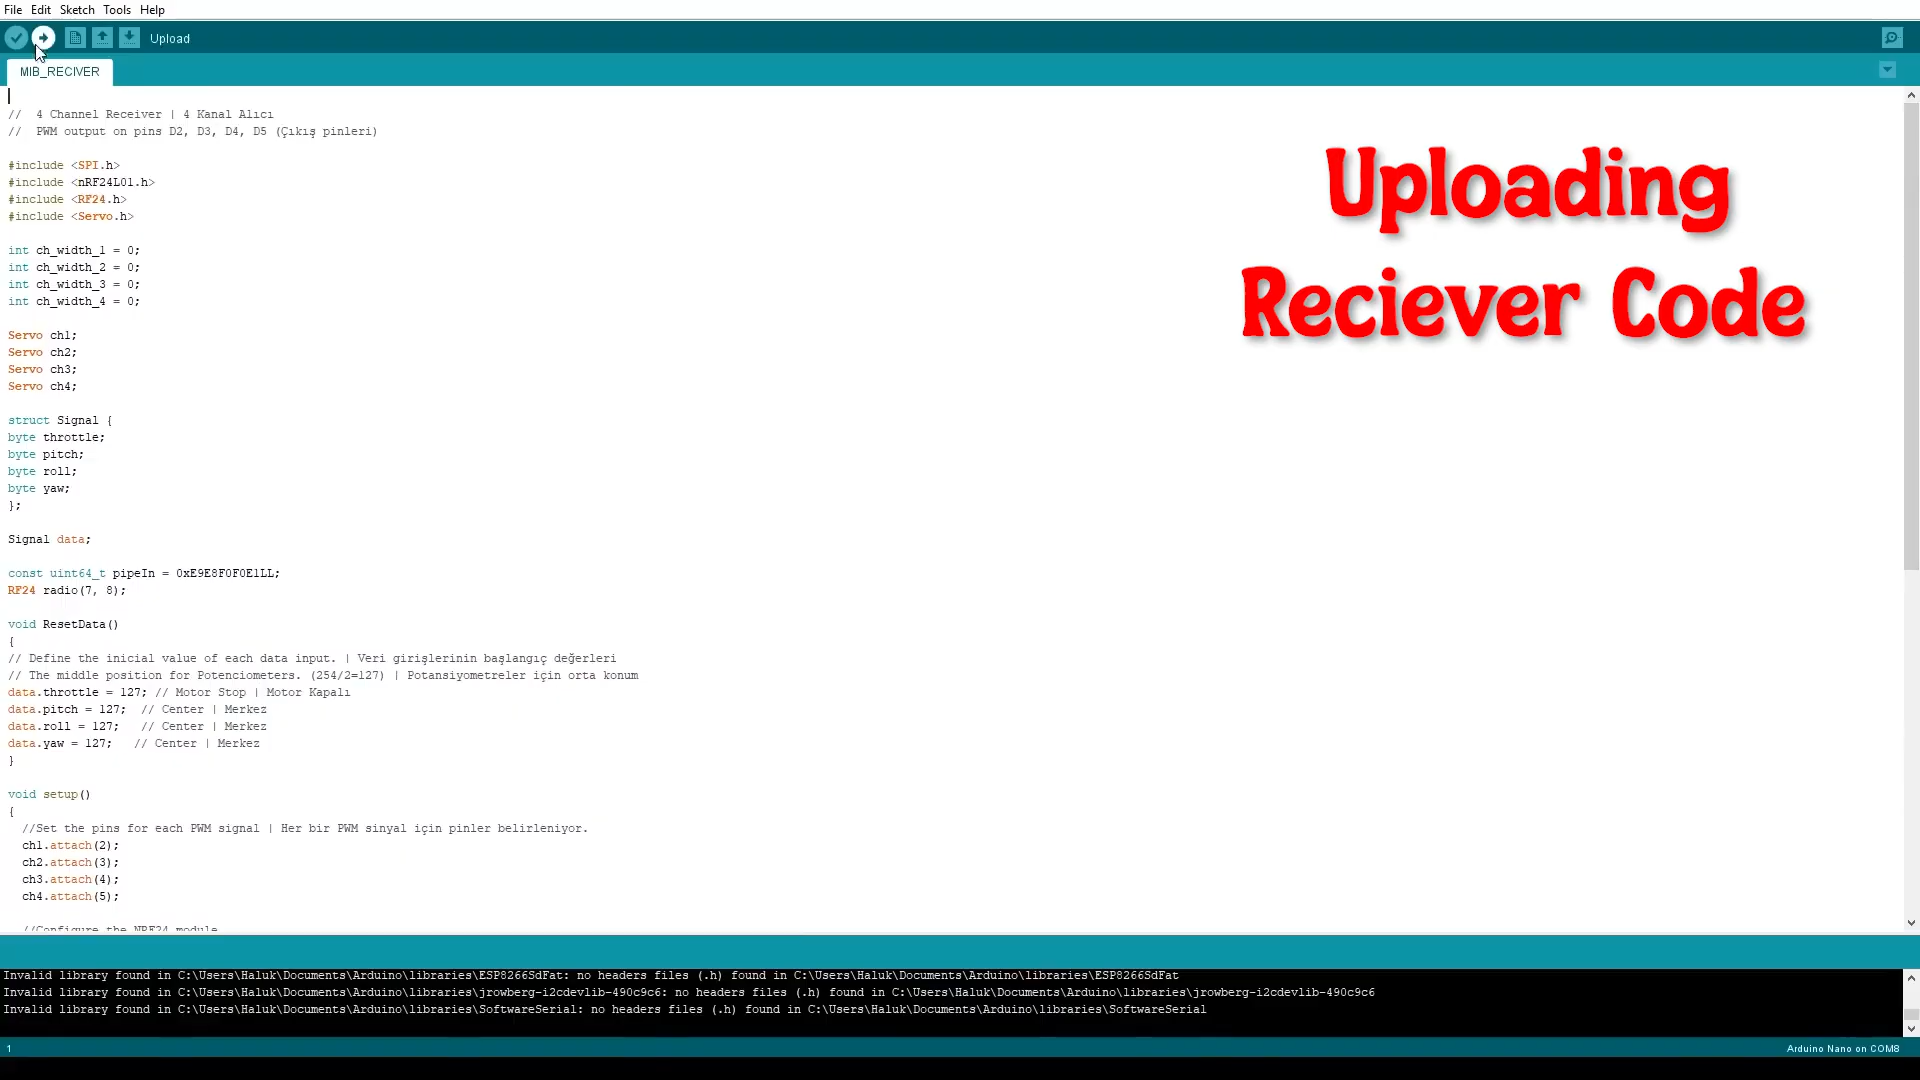 File Edit Sketch Tools Help
Upload
MIB_RECIVER
//  4 Channel Receiver | 4 Kanal Alıcı
//  PWM output on pins D2, D3, D4, D5 (Çıkış pinleri)
#include <SPI.h>
#include <nRF24L01.h>
#include <RF24.h>
#include <Servo.h>
int ch_width_1 = 0;
int ch_width_2 = 0;
int ch_width_3 = 0;
int ch_width_4 = 0;
Servo ch1;
Servo ch2;
Servo ch3;
Servo ch4;
struct Signal {
byte throttle;
byte pitch;
byte roll;
byte yaw;
};
Signal data;
const uint64_t pipeIn = 0xE9E8F0F0E1LL;
RF24 radio(7, 8);
void ResetData()
{
// Define the inicial value of each data input. | Veri girişlerinin başlangıç değerleri
// The middle position for Potenciometers. (254/2=127) | Potansiyometreler için orta konum
data.throttle = 127; // Motor Stop | Motor Kapalı
data.pitch = 127;  // Center | Merkez
data.roll = 127;   // Center | Merkez
data.yaw = 127;   // Center | Merkez
}
void setup()
{
  //Set the pins for each PWM signal | Her bir PWM sinyal için pinler belirleniyor.
  ch1.attach(2);
  ch2.attach(3);
  ch3.attach(4);
  ch4.attach(5);
  //Configure the NRF24 module
Uploading
Reciever Code
Invalid library found in C:\Users\Haluk\Documents\Arduino\libraries\ESP8266SdFat: no headers files (.h) found in C:\Users\Haluk\Documents\Arduino\libraries\ESP8266SdFat
Invalid library found in C:\Users\Haluk\Documents\Arduino\libraries\jrowberg-i2cdevlib-490c9c6: no headers files (.h) found in C:\Users\Haluk\Documents\Arduino\libraries\jrowberg-i2cdevlib-490c9c6
Invalid library found in C:\Users\Haluk\Documents\Arduino\libraries\SoftwareSerial: no headers files (.h) found in C:\Users\Haluk\Documents\Arduino\libraries\SoftwareSerial
1
Arduino Nano on COM8